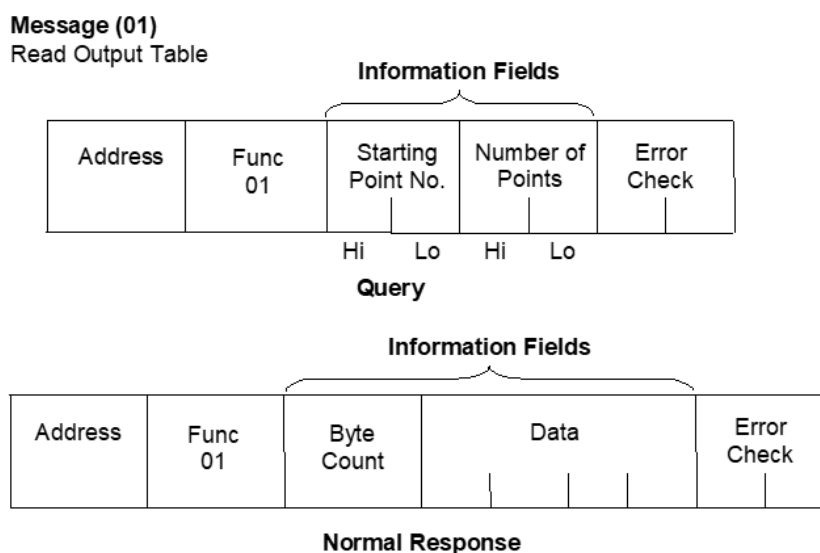 Message (01)
Read Output Table
Information Fields
Address
Func
01
Starting
Point No.
Number of
Points
Error
Check
Hi
Lo
Hi
Lo
Query
Information Fields
Address
Func
01
Byte
Count
Data
Error
Check
Normal Response